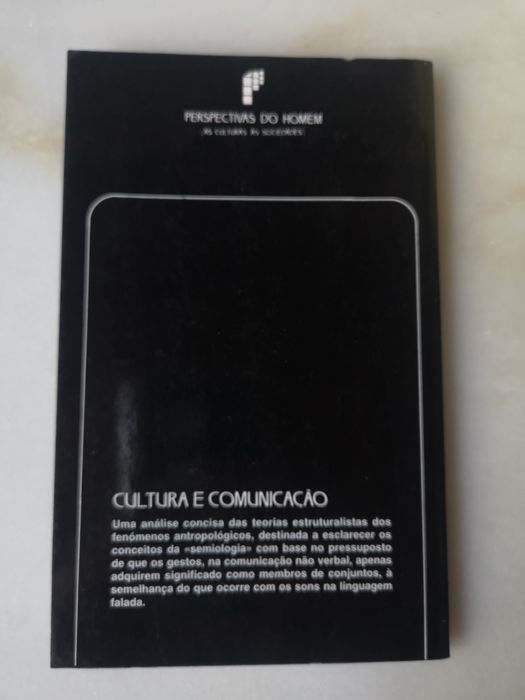 PERSPECTIVAS DO HOMEM
AS CULTURAS, AS SOCIEDADES
CULTURA E COMUNICAÇÃO
Uma análise concisa das teorias estruturalistas dos
fenómenos antropológicos, destinada a esclarecer os
conceitos da «semiologia» com base no pressuposto
de que os gestos, na comunicação não verbal, apenas
adquirem significado como membros de conjuntos, à
semelhança do que ocorre com os sons na linguagem
falada.